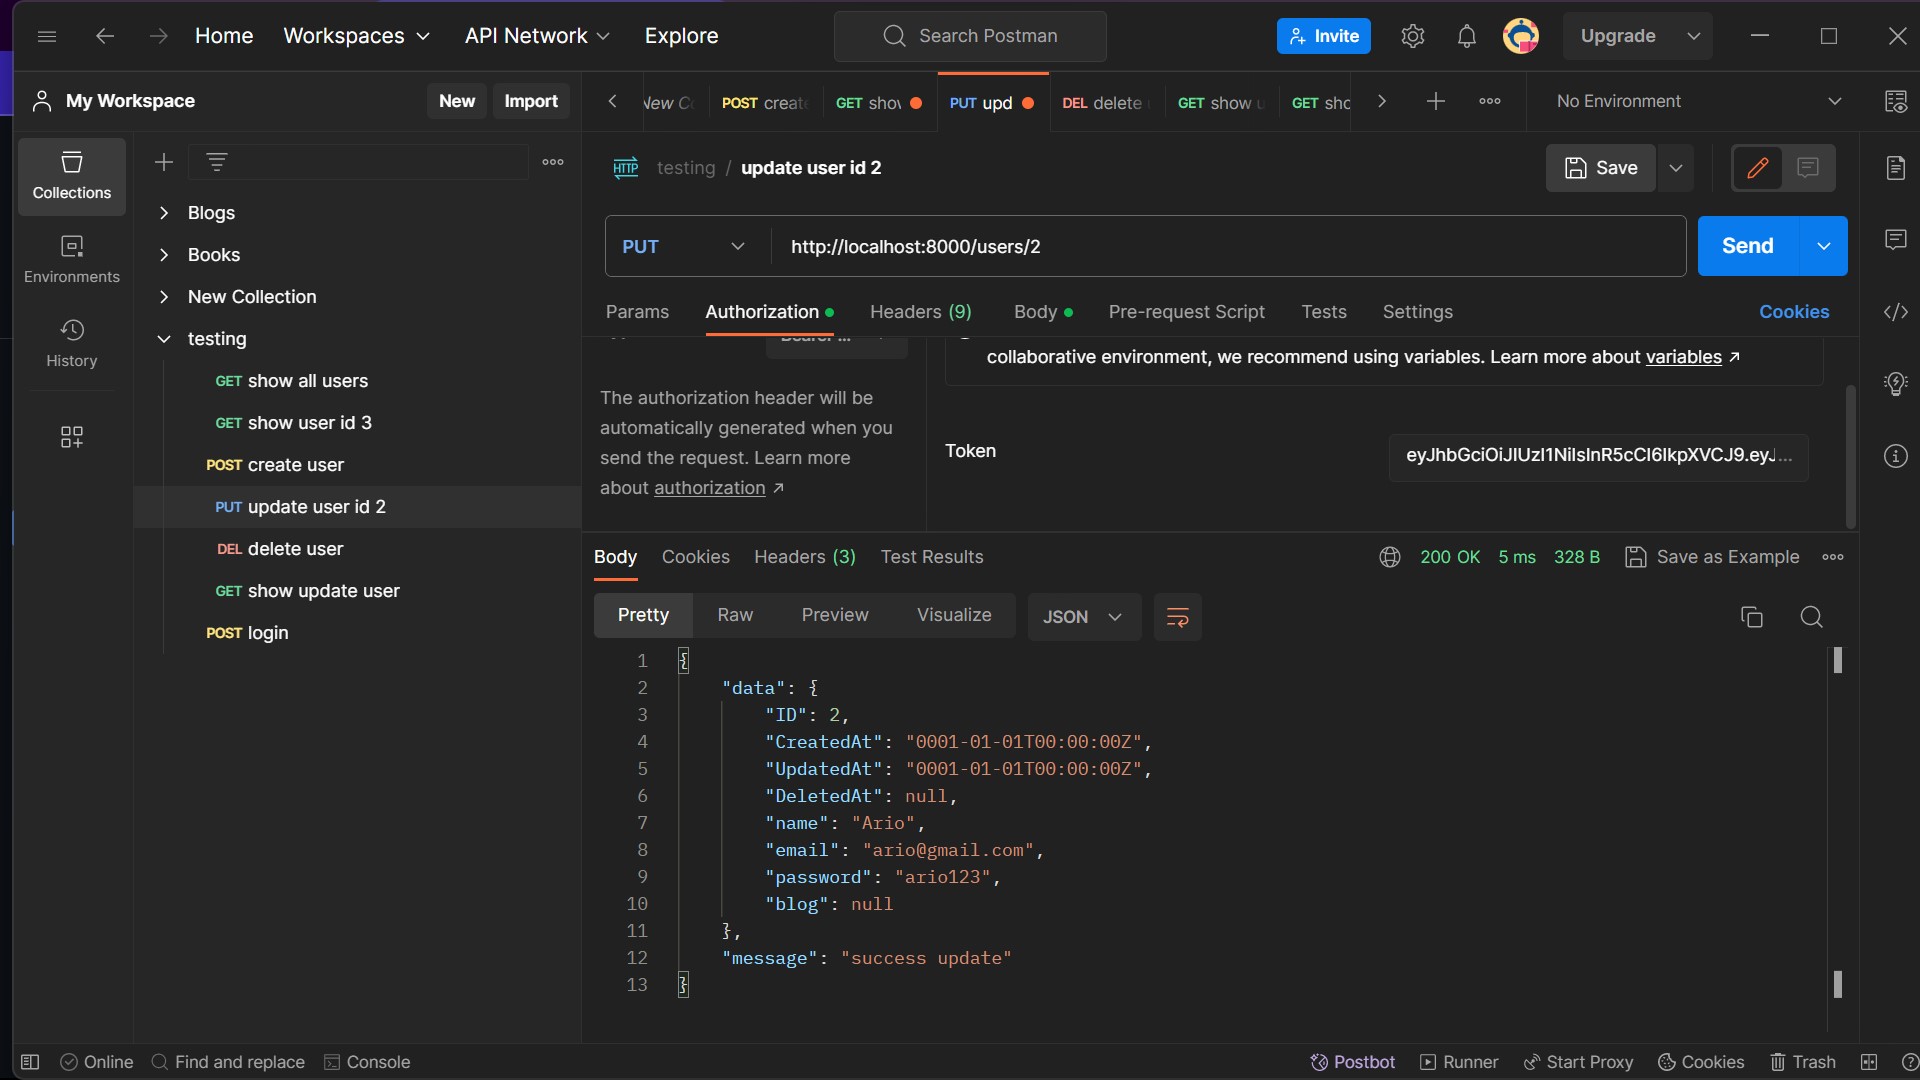 Home
Workspaces
API Network
Explore
Search Postman
Invite
Upgrade
My Workspace
New
Import
New C
POST create
GET show
PUT upd
DEL delete
GET show u
GET sho
No Environment
Collections
Environments
History
Blogs
Books
New Collection
testing
GET show all users
GET show user id 3
POST create user
PUT update user id 2
DEL delete user
GET show update user
POST login
HTTP
testing / update user id 2
Save
PUT
http://localhost:8000/users/2
Send
Params
Authorization
Headers (9)
Body
Pre-request Script
Tests
Settings
Cookies
Bearer ...
The authorization header will be
automatically generated when you
send the request. Learn more
about authorization ↗
collaborative environment, we recommend using variables. Learn more about variables ↗
Token
eyJhbGciOiJIUzI1NiIsInR5cCI6IkpXVCJ9.eyJ...
Body
Cookies
Headers (3)
Test Results
200 OK
5 ms
328 B
Save as Example
Pretty
Raw
Preview
Visualize
JSON
1 {
2 "data": {
3 "ID": 2,
4 "CreatedAt": "0001-01-01T00:00:00Z",
5 "UpdatedAt": "0001-01-01T00:00:00Z",
6 "DeletedAt": null,
7 "name": "Ario",
8 "email": "ario@gmail.com",
9 "password": "ario123",
10 "blog": null
11 },
12 "message": "success update"
13 }
Online
Find and replace
Console
Postbot
Runner
Start Proxy
Cookies
Trash